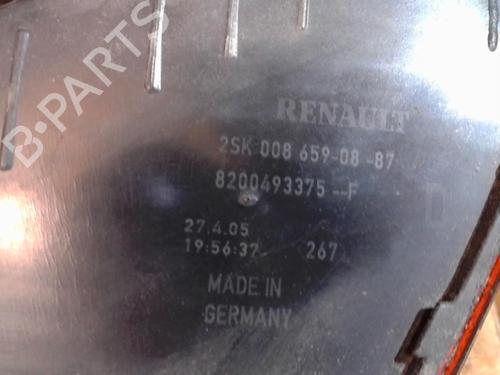 B-PARTS
RENAULT
2SK 008 659-08-87
8200493375--F
27.4.05
19:56:37 267
MADE IN
GERMANY